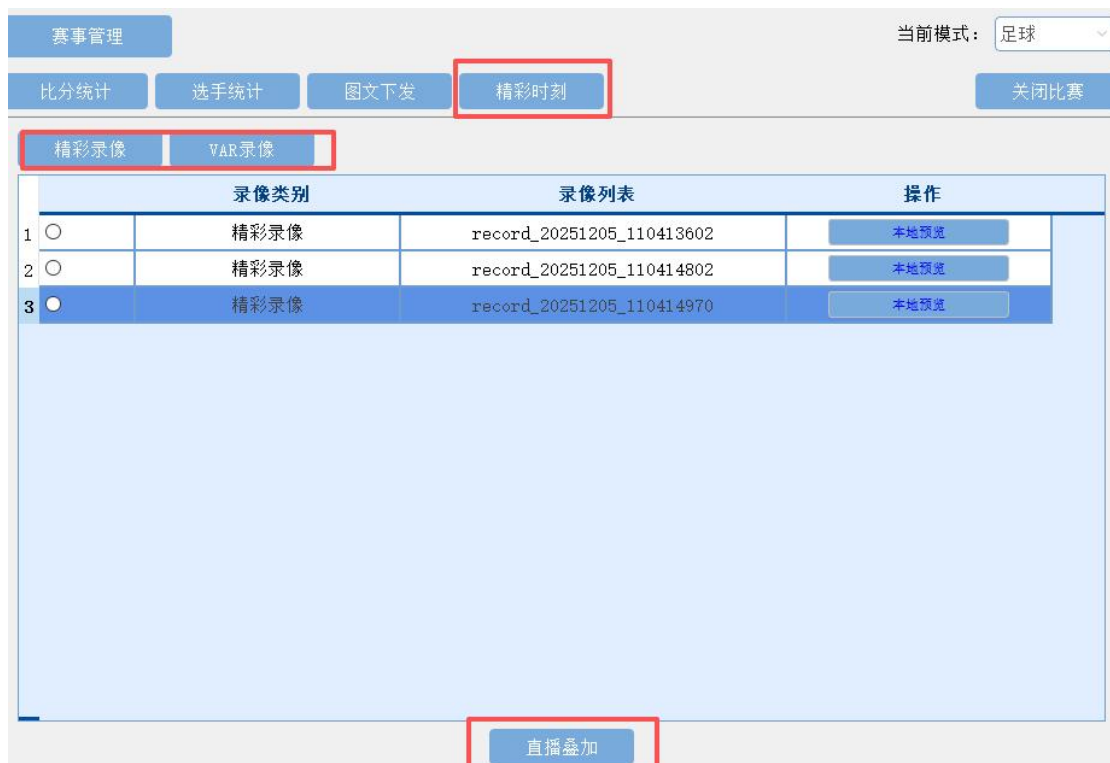 赛事管理 当前模式： 足球
比分统计 选手统计 图文下发 精彩时刻 关闭比赛
精彩录像 VAR录像
录像类别 录像列表 操作
1 精彩录像 record_20251205_110413602 本地预览
2 精彩录像 record_20251205_110414802 本地预览
3 精彩录像 record_20251205_110414970 本地预览
直播叠加